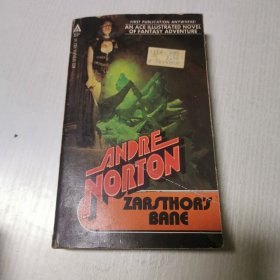 FIRST PUBLICATION ANYWHERE!
AN ACE ILLUSTRATED NOVEL
OF FANTASY ADVENTURE
ANDRE
NORTON
ZARSTHOR'S
BANE